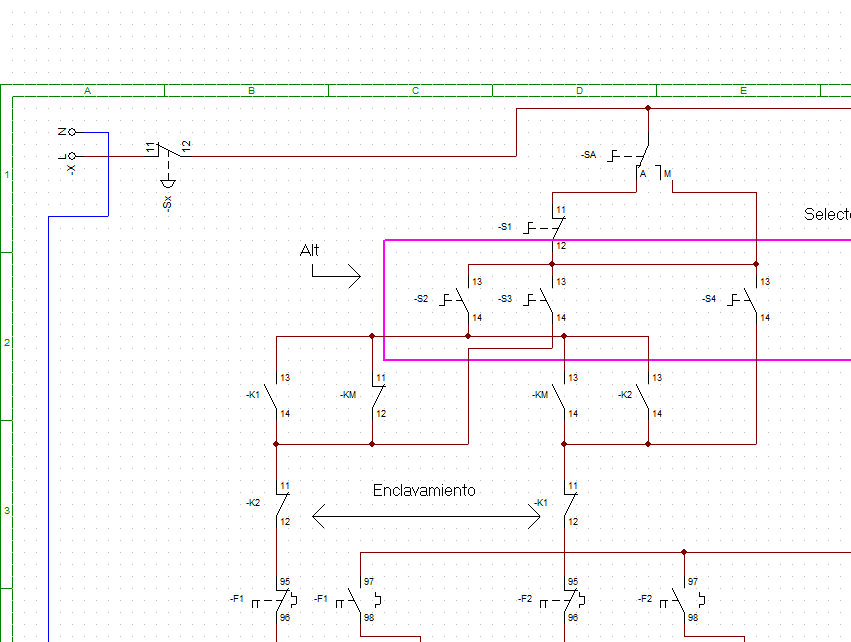 A B C D E
N
L
-X
11 12
-Sx
-SA
A M
1
Select
-S1 11
12
Alt
-S2 13
14
-S3 13
14
-S4 13
14
2
-K1 13
14
-KM 11
12
-KM 13
14
-K2 13
14
-K2 11
12
Enclavamiento
-K1 11
12
3
-F1 95
96
-F1 97
98
-F2 95
96
-F2 97
98